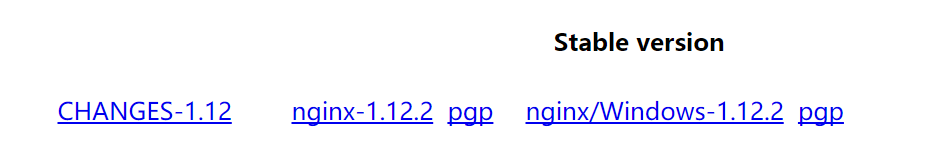 Stable version
CHANGES-1.12 nginx-1.12.2 pgp nginx/Windows-1.12.2 pgp